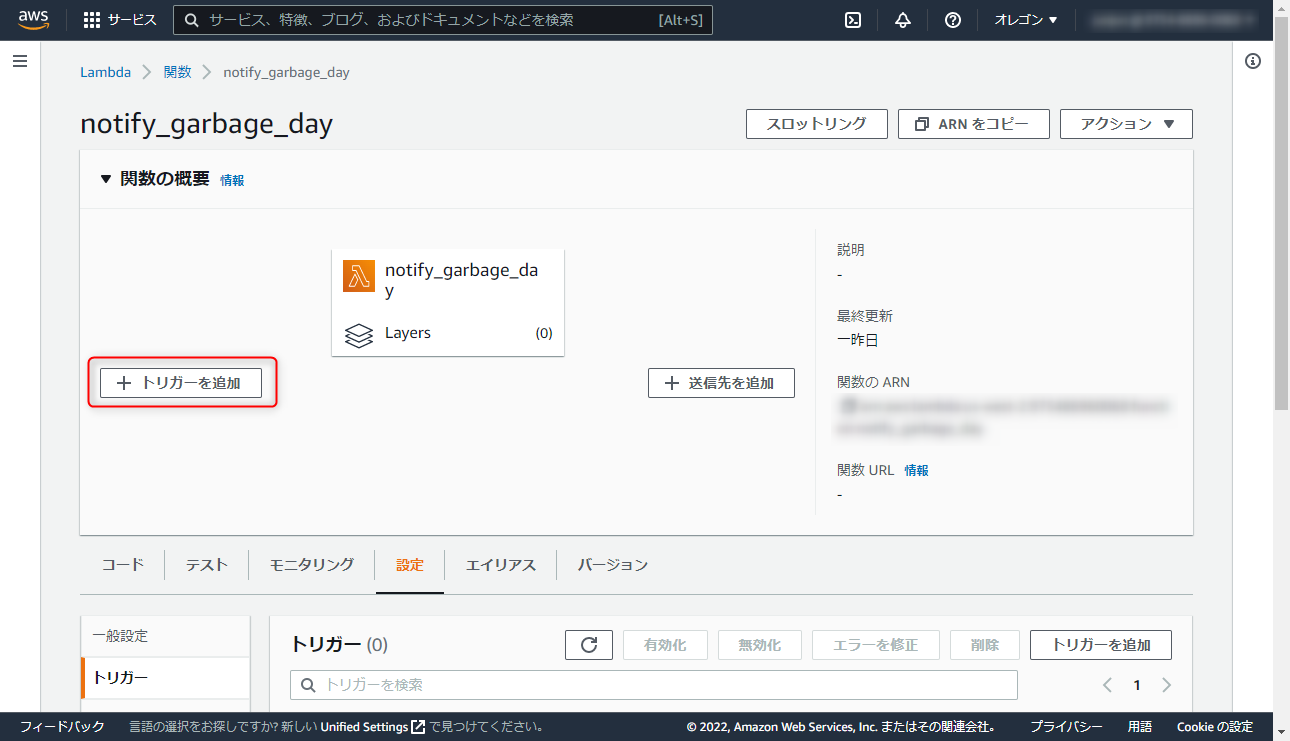 aws サービス サービス、特徴、ブログ、およびドキュメントなどを検索 [Alt+S] オレゴン ▼
Lambda > 関数 > notify_garbage_day
notify_garbage_day
スロットリング ARN をコピー アクション ▼
▼ 関数の概要 情報
notify_garbage_da
y
Layers (0)
+ トリガーを追加
+ 送信先を追加
説明
-
最終更新
一昨日
関数の ARN
関数 URL 情報
-
コード テスト モニタリング 設定 エイリアス バージョン
一般設定
トリガー
トリガー (0) 有効化 無効化 エラーを修正 削除 トリガーを追加
トリガーを検索 < 1 >
フィードバック 言語の選択をお探しですか? 新しい Unified Settings で見つけてください。 © 2022, Amazon Web Services, Inc. またはその関連会社。 プライバシー 用語 Cookie の設定